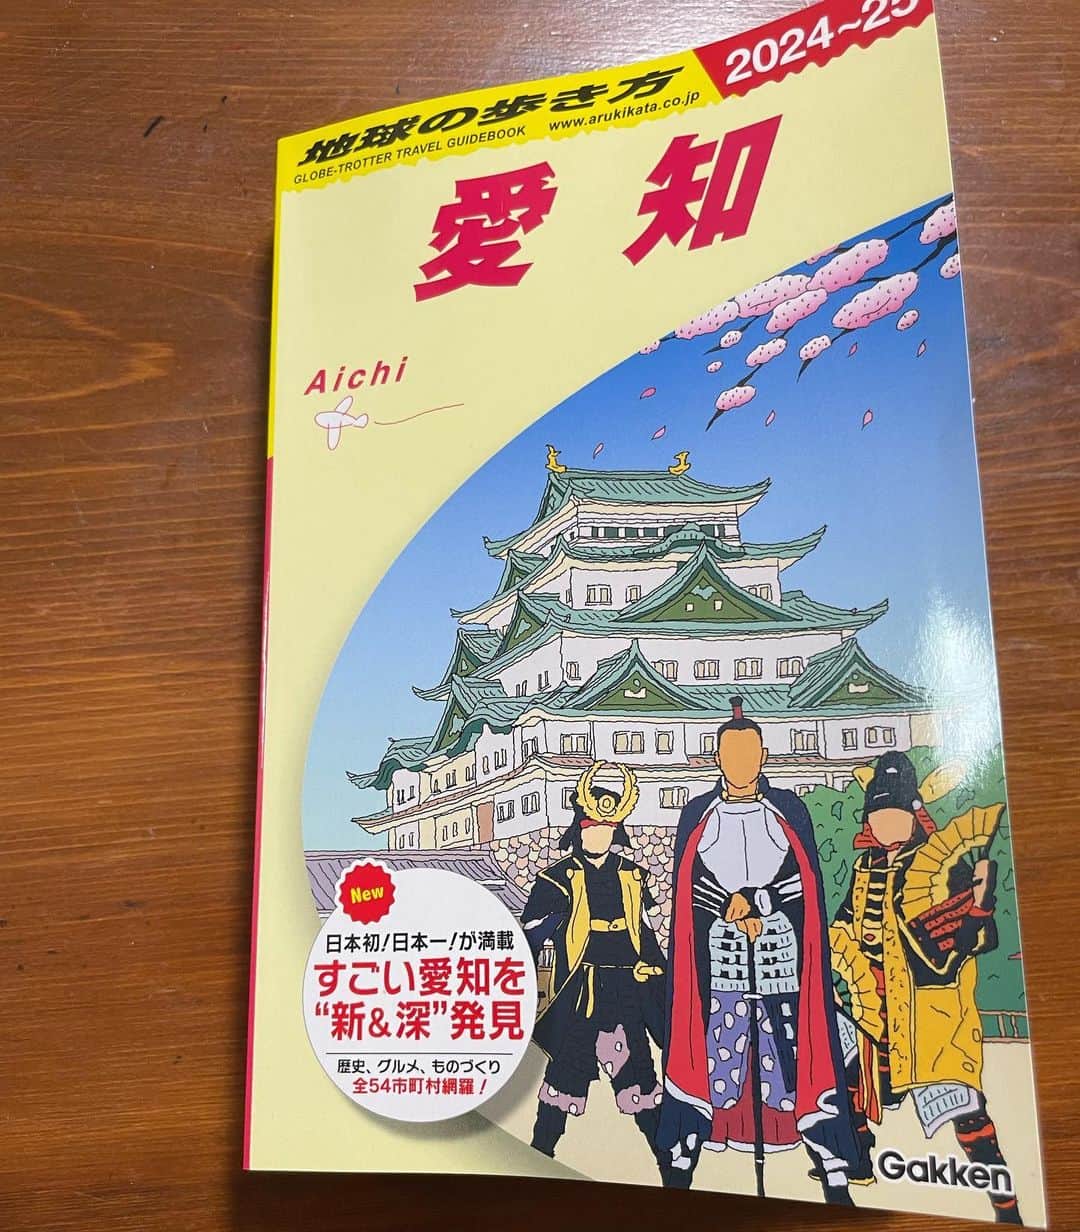 2024~25
地球の歩き方
GLOBE-TROTTER TRAVEL GUIDEBOOK www.arukikata.co.jp
愛知
Aichi
New
日本初!日本一!が満載
すごい愛知を
“新&深”発見
歴史、グルメ、ものづくり
全54市町村網羅!
Gakken